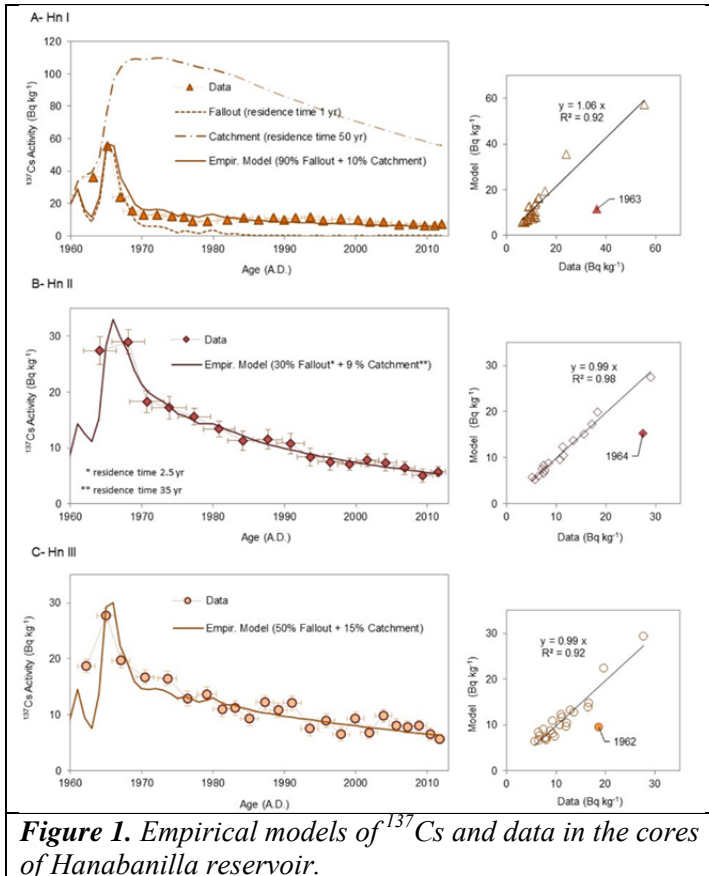 A- Hn I
120
100
80
60
40
20
0
¹³⁷Cs Activity (Bq kg⁻¹)
Data
Fallout (residence time 1 yr)
Catchment (residence time 50 yr)
Empir. Model (90% Fallout + 10% Catchment)
1960 1970 1980 1990 2000 2010
Age (A.D.)
60
40
20
0
Model (Bq kg⁻¹)
y = 1.06 x
R² = 0.92
1963
0 20 40 60
Data (Bq kg⁻¹)
B- Hn II
30
20
10
0
¹³⁷Cs Activity (Bq kg⁻¹)
Data
Empir. Model (30% Fallout* + 9 % Catchment**)
* residence time 2.5 yr
** residence time 35 yr
1960 1970 1980 1990 2000 2010
Age (A.D.)
30
20
10
0
Model (Bq kg⁻¹)
y = 0.99 x
R² = 0.98
1964
0 10 20 30
Data (Bq kg⁻¹)
C- Hn III
30
20
10
0
¹³⁷Cs Activity (Bq kg⁻¹)
Data
Empir. Model (50% Fallout + 15% Catchment)
1960 1970 1980 1990 2000 2010
Age (A.D.)
30
20
10
0
Model (Bq kg⁻¹)
y = 0.99 x
R² = 0.92
1962
0 10 20 30
Data (Bq kg⁻¹)
Figure 1. Empirical models of ¹³⁷Cs and data in the cores
of Hanabanilla reservoir.